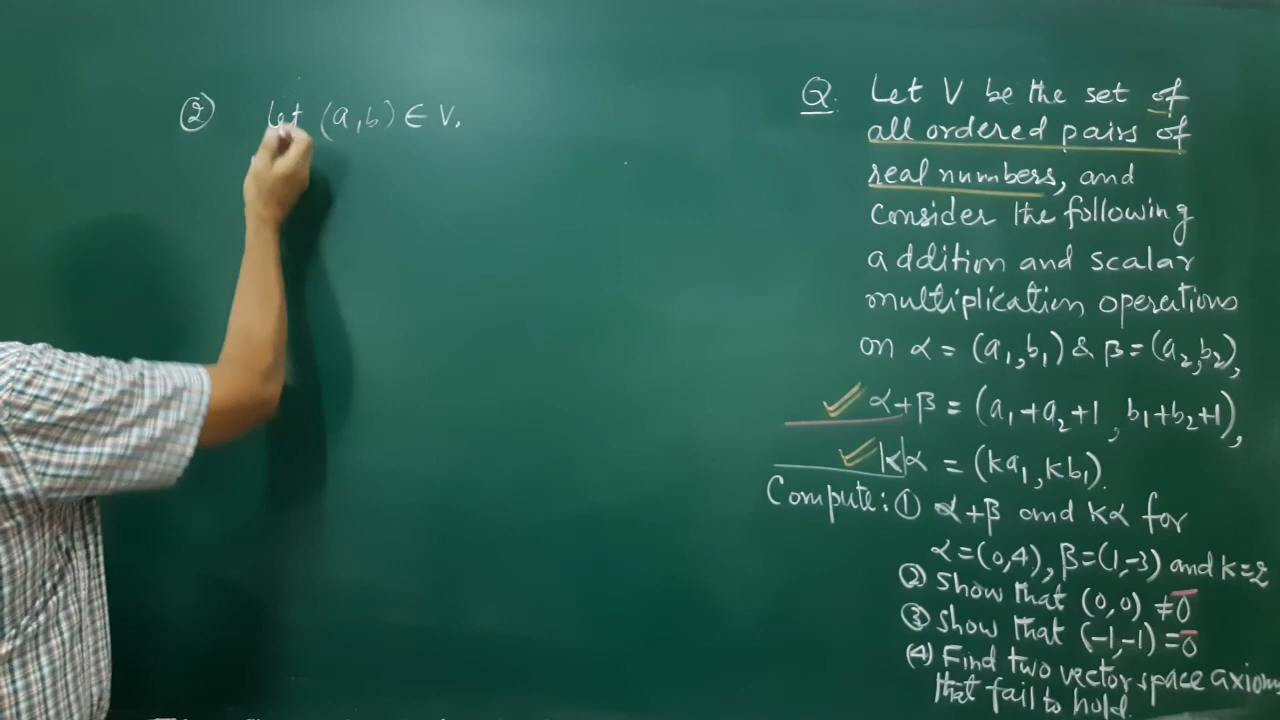 ② Let (a,b) ∈ V.
Q. Let V be the set of
all ordered pairs of
real numbers, and
consider the following
addition and scalar
multiplication operations
on α = (a₁,b₁) & β = (a₂,b₂),
α+β = (a₁+a₂+1, b₁+b₂+1),
kα = (ka₁,kb₁).
Compute: ① α+β and kα for
α=(0,4), β=(1,-3) and k=2
② Show that (0,0) ≠ 0̅
③ Show that (-1,-1) = 0̅
(4) Find two vector space axiom
that fail to hold.